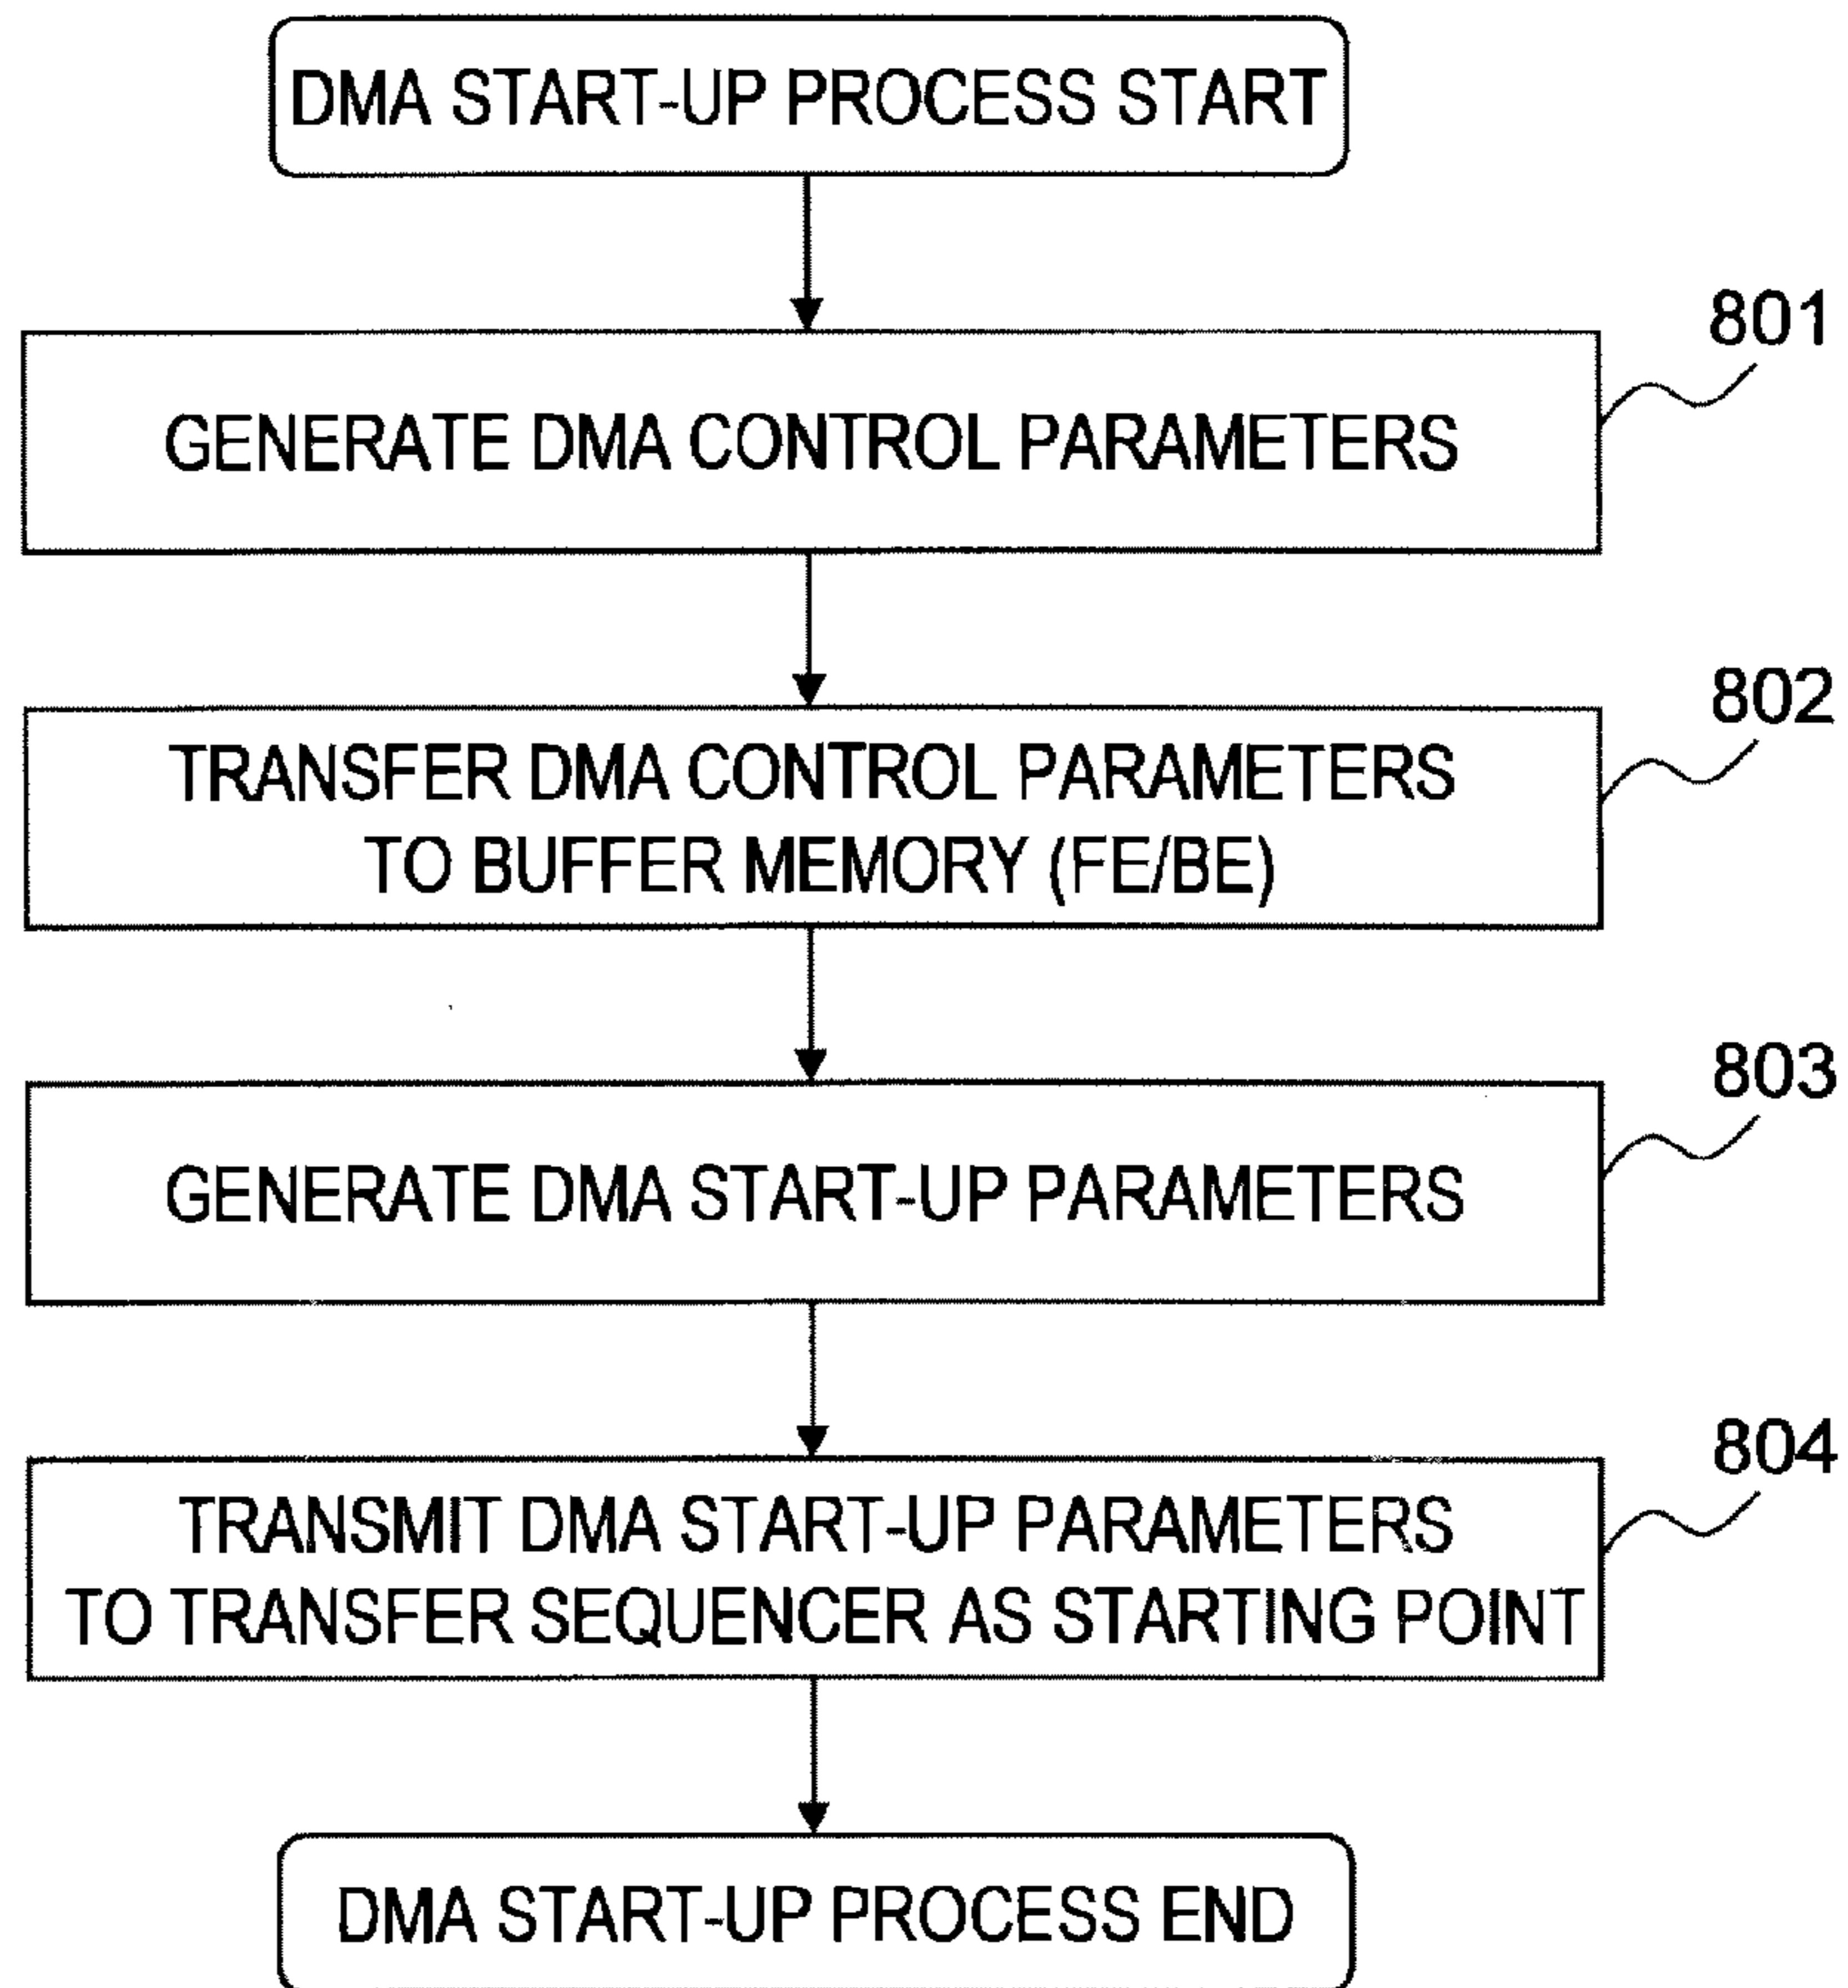 DMA START-UP PROCESS START
801
GENERATE DMA CONTROL PARAMETERS
802
TRANSFER DMA CONTROL PARAMETERS
TO BUFFER MEMORY (FE/BE)
803
GENERATE DMA START-UP PARAMETERS
804
TRANSMIT DMA START-UP PARAMETERS
TO TRANSFER SEQUENCER AS STARTING POINT
DMA START-UP PROCESS END